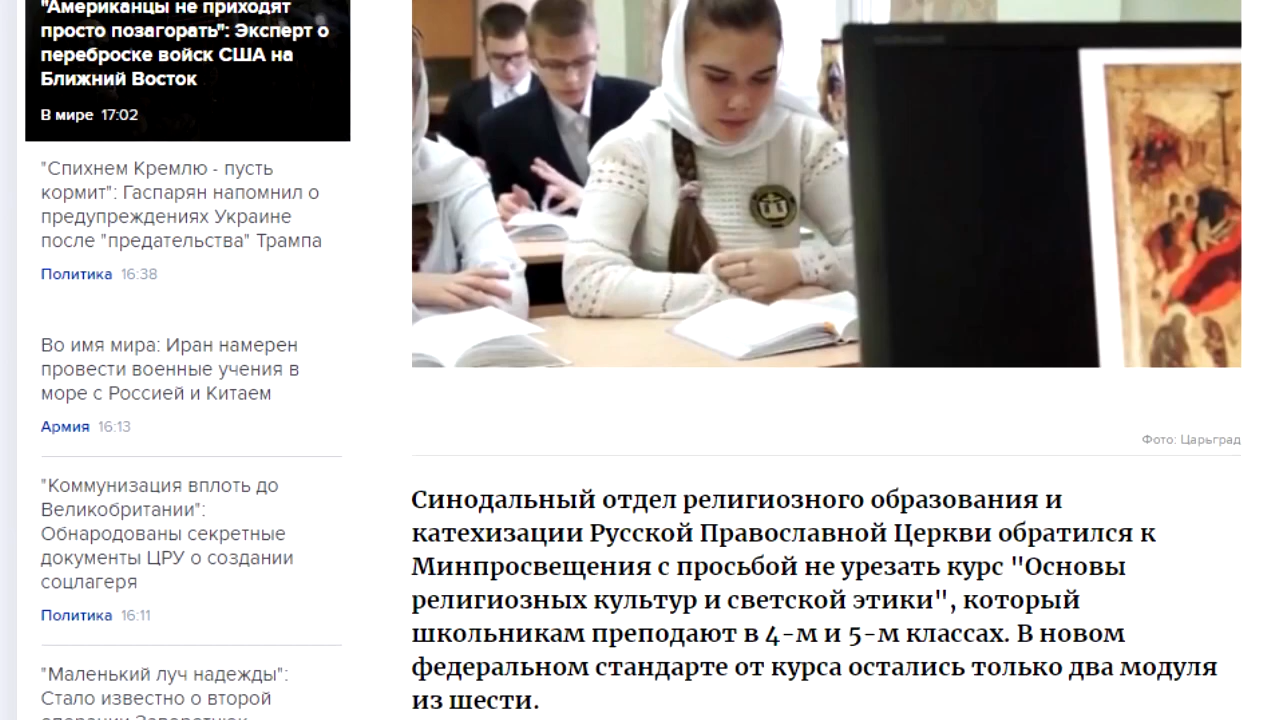 "Американцы не приходят
просто позагорать": Эксперт о
переброске войск США на
Ближний Восток
В мире 17:02
"Спихнем Кремлю - пусть
кормит": Гаспарян напомнил о
предупреждениях Украине
после "предательства" Трампа
Политика 16:38
Во имя мира: Иран намерен
провести военные учения в
море с Россией и Китаем
Армия 16:13
"Коммунизация вплоть до
Великобритании":
Обнародованы секретные
документы ЦРУ о создании
соцлагеря
Политика 16:11
"Маленький луч надежды":
Стало известно о второй
операции Заворотнюк
Фото: Царьград
Синодальный отдел религиозного образования и
катехизации Русской Православной Церкви обратился к
Минпросвещения с просьбой не урезать курс "Основы
религиозных культур и светской этики", который
школьникам преподают в 4-м и 5-м классах. В новом
федеральном стандарте от курса остались только два модуля
из шести.